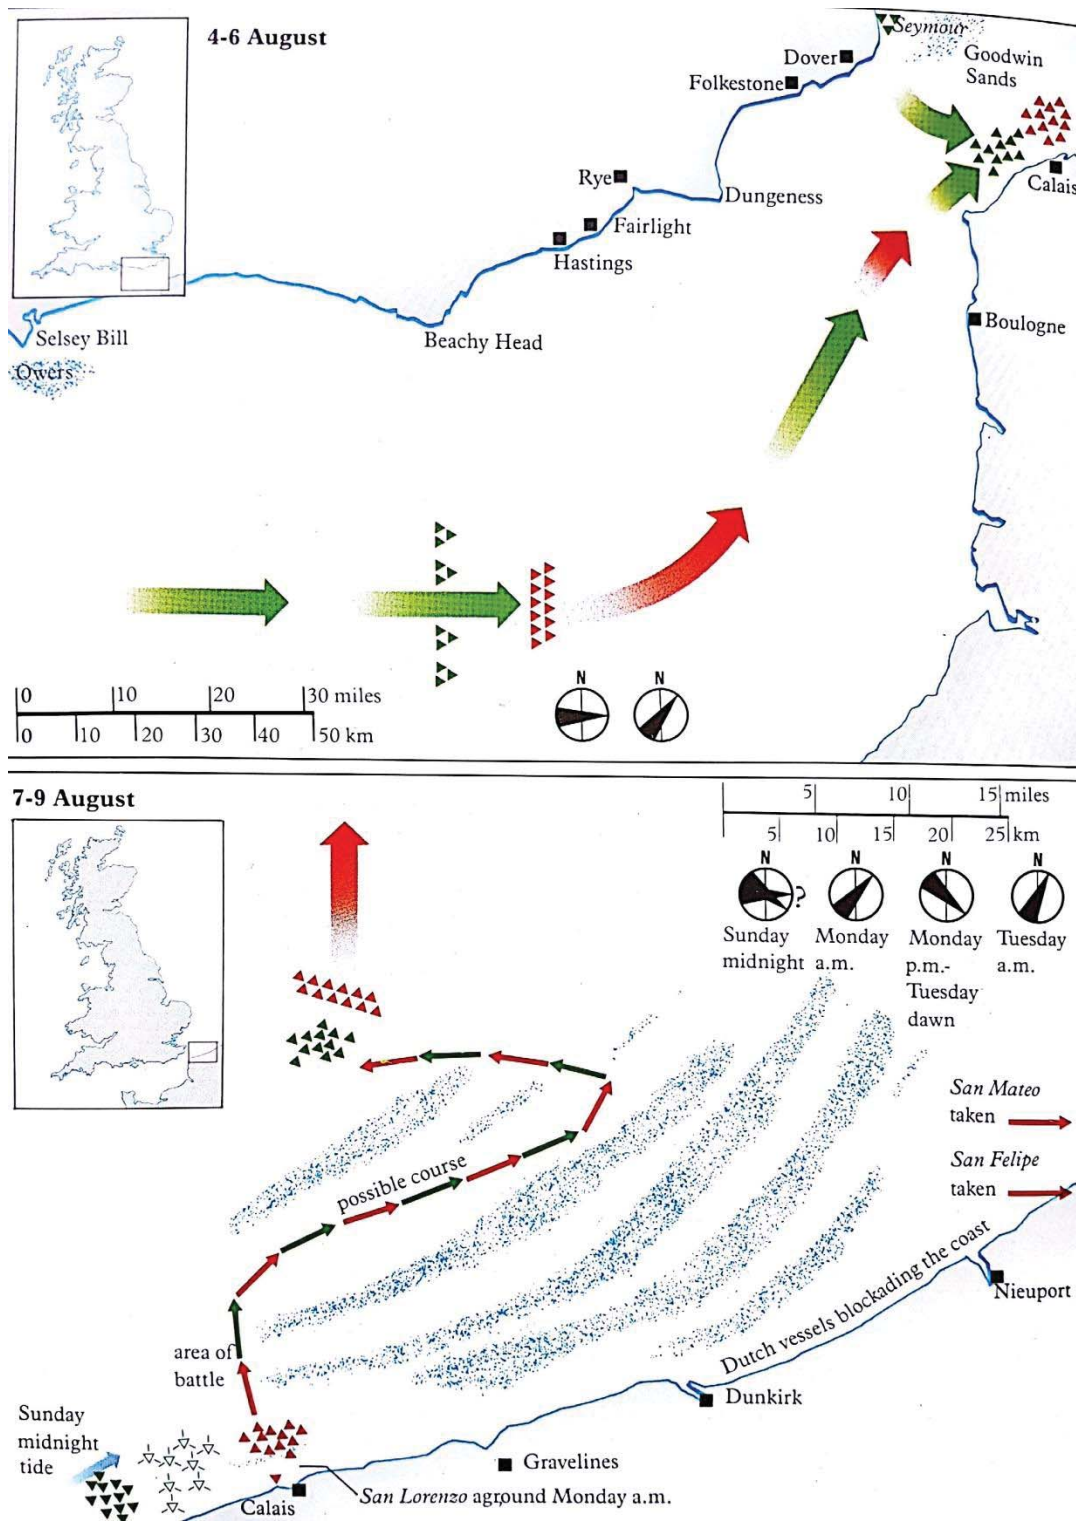 4-6 August
Seymour
Goodwin
Sands
Dover
Folkestone
Calais
Rye
Dungeness
Fairlight
Hastings
Boulogne
Selsey Bill
Beachy Head
Owers
N
N
0 10 20 30 miles
0 10 20 30 40 50 km
7-9 August
5 10 15 miles
5 10 15 20 25 km
N
N
N
N
?
Sunday
midnight
Monday
a.m.
Monday
p.m.-
Tuesday
dawn
Tuesday
a.m.
San Mateo
taken
San Felipe
taken
possible course
Dutch vessels blockading the coast
Nieuport
area of
battle
Dunkirk
Sunday
midnight
tide
Gravelines
Calais
San Lorenzo aground Monday a.m.